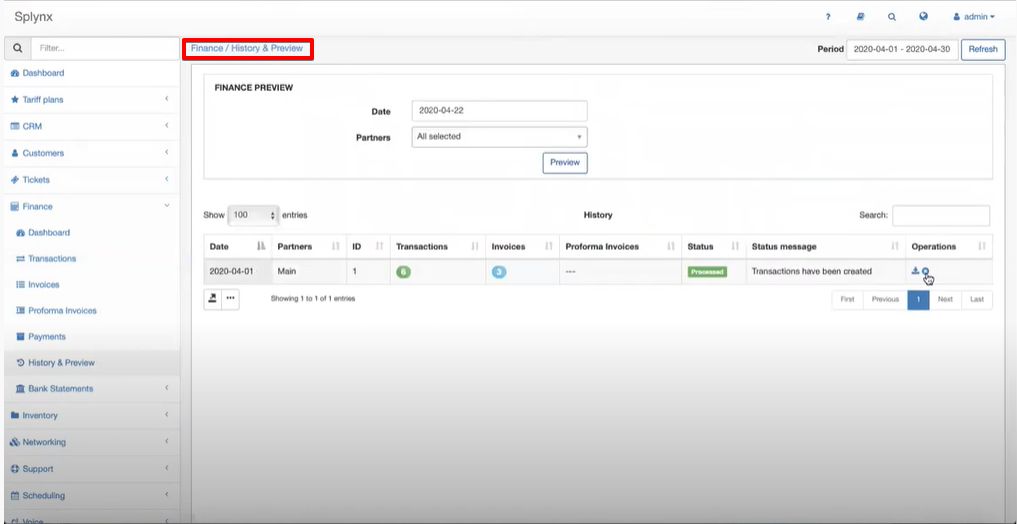 Splynx
? admin
Filter...
Finance / History & Preview
Period 2020-04-01 - 2020-04-30 Refresh
Dashboard
Tariff plans
CRM
Customers
Tickets
Finance
Dashboard
Transactions
Invoices
Proforma Invoices
Payments
History & Preview
Bank Statements
Inventory
Networking
Support
Scheduling
Voice
FINANCE PREVIEW
Date 2020-04-22
Partners All selected
Preview
Show 100 entries History Search:
Date Partners ID Transactions Invoices Proforma Invoices Status Status message Operations
2020-04-01 Main 1 6 3 --- Processed Transactions have been created
Showing 1 to 1 of 1 entries First Previous 1 Next Last